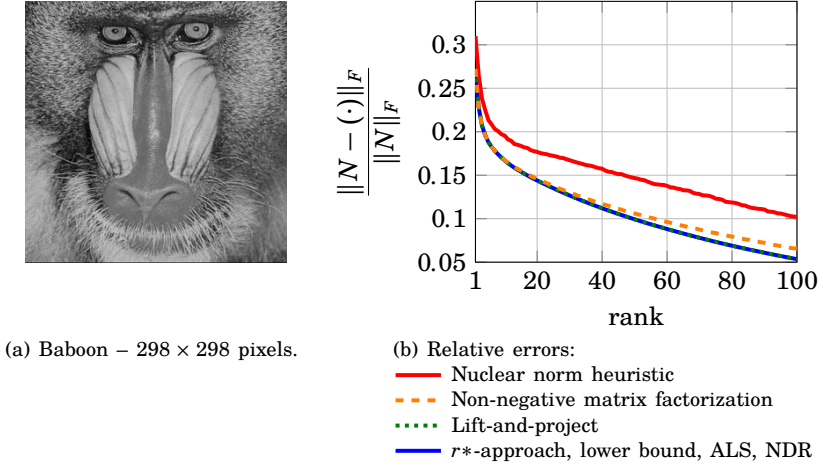 (a) Baboon – 298 × 298 pixels.
‖N − (·)‖_F
‖N‖_F
0.3
0.25
0.2
0.15
0.1
0.05
1 20 40 60 80 100
rank
(b) Relative errors:
Nuclear norm heuristic
Non-negative matrix factorization
Lift-and-project
r∗-approach, lower bound, ALS, NDR